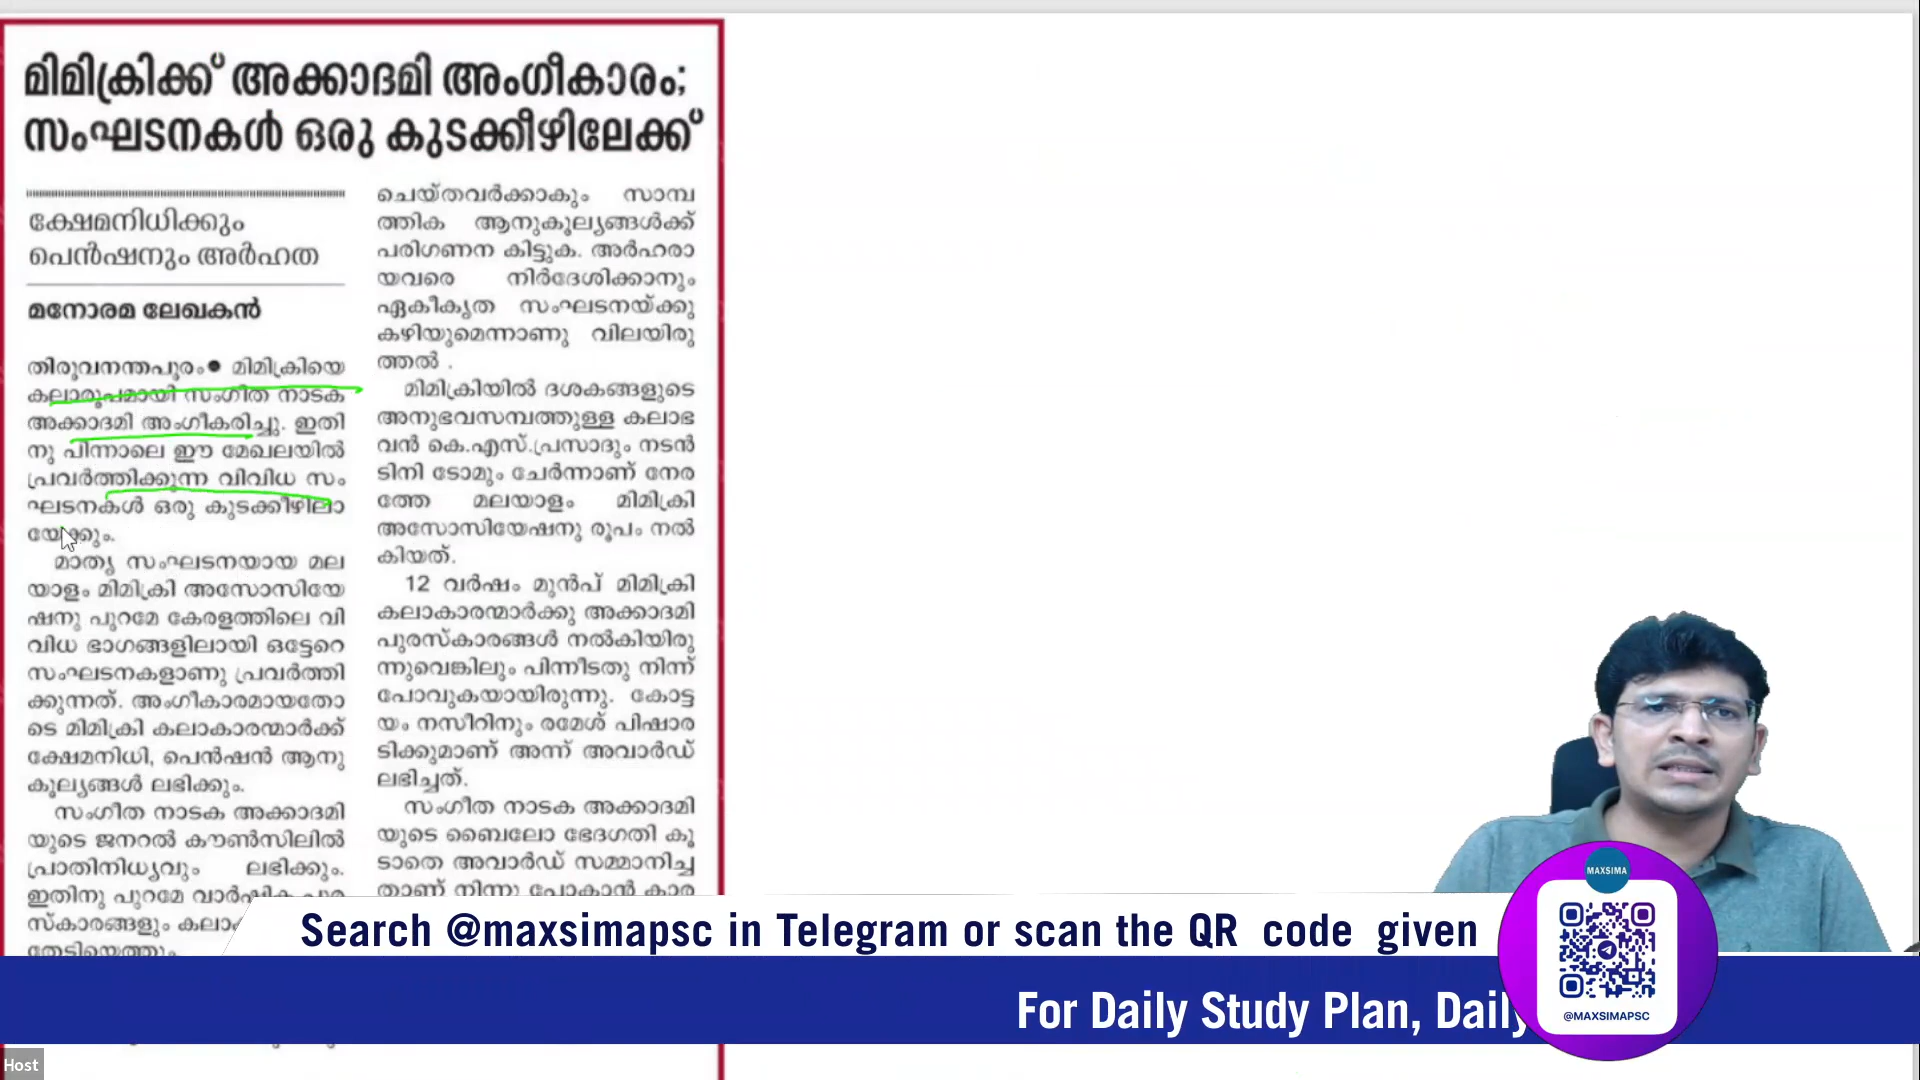 മിമിക്രിക്ക് അക്കാദമി അംഗീകാരം;
സംഘടനകൾ ഒരു കുടക്കീഴിലേക്ക്
ക്ഷേമനിധിക്കും
പെൻഷനും അർഹത
മനോരമ ലേഖകൻ
തിരുവനന്തപുരം● മിമിക്രിയെ
കലാരൂപമായി സംഗീത നാടക
അക്കാദമി അംഗീകരിച്ചു. ഇതി
നു പിന്നാലെ ഈ മേഖലയിൽ
പ്രവർത്തിക്കുന്ന വിവിധ സം
ഘടനകൾ ഒരു കുടക്കീഴിലാ
യേക്കും.
മാതൃ സംഘടനയായ മല
യാളം മിമിക്രി അസോസിയേ
ഷനു പുറമേ കേരളത്തിലെ വി
വിധ ഭാഗങ്ങളിലായി ഒട്ടേറെ
സംഘടനകളാണു പ്രവർത്തി
ക്കുന്നത്. അംഗീകാരമായതോ
ടെ മിമിക്രി കലാകാരന്മാർക്ക്
ക്ഷേമനിധി, പെൻഷൻ ആനു
കൂല്യങ്ങൾ ലഭിക്കും.
സംഗീത നാടക അക്കാദമി
യുടെ ജനറൽ കൗൺസിലിൽ
പ്രാതിനിധ്യവും ലഭിക്കും.
ഇതിനു പുറമേ വാർഷിക പുര
സ്കാരങ്ങളും
തേടിയെത്തും.
ചെയ്തവർക്കാകും സാമ്പ
ത്തിക ആനുകൂല്യങ്ങൾക്ക്
പരിഗണന കിട്ടുക. അർഹരാ
യവരെ നിർദേശിക്കാനും
ഏകീകൃത സംഘടനയ്ക്കു
കഴിയുമെന്നാണു വിലയിരു
ത്തൽ .
മിമിക്രിയിൽ ദശകങ്ങളുടെ
അനുഭവസമ്പത്തുള്ള കലാഭ
വൻ കെ.എസ്.പ്രസാദും നടൻ
ടിനി ടോമും ചേർന്നാണ് നേര
ത്തേ മലയാളം മിമിക്രി
അസോസിയേഷനു രൂപം നൽ
കിയത്.
12 വർഷം മുൻപ് മിമിക്രി
കലാകാരന്മാർക്കു അക്കാദമി
പുരസ്കാരങ്ങൾ നൽകിയിരു
ന്നുവെങ്കിലും പിന്നീടതു നിന്ന്
പോവുകയായിരുന്നു. കോട്ട
യം നസീറിനും രമേശ് പിഷാര
ടിക്കുമാണ് അന്ന് അവാർഡ്
ലഭിച്ചത്.
സംഗീത നാടക അക്കാദമി
യുടെ ബൈലോ ഭേദഗതി കൂ
ടാതെ അവാർഡ് സമ്മാനിച്ച
താണ് നിന്നു പോകാൻ കാര
Search @maxsimapsc in Telegram or scan the QR code given
For Daily Study Plan, Daily
MAXSIMA
@MAXSIMAPSC
Host